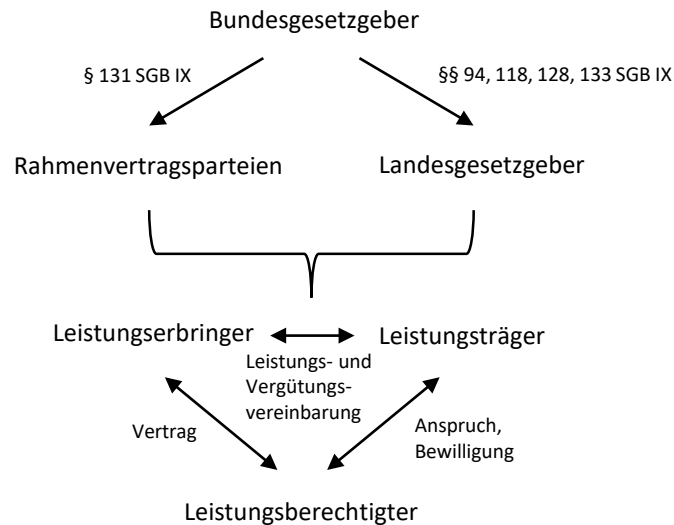 Bundesgesetzgeber
§ 131 SGB IX
§§ 94, 118, 128, 133 SGB IX
Rahmenvertragsparteien
Landesgesetzgeber
Leistungserbringer
Leistungsträger
Leistungs- und
Vergütungs-
vereinbarung
Vertrag
Anspruch,
Bewilligung
Leistungsberechtigter